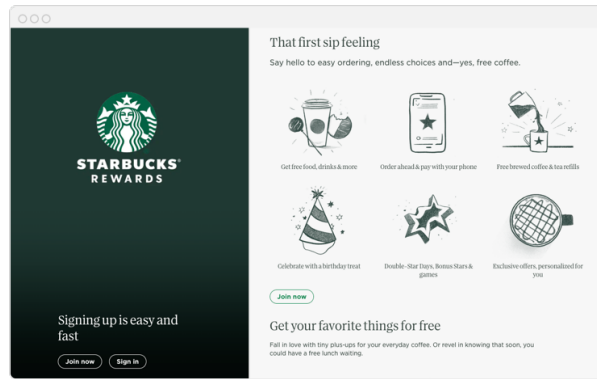 STARBUCKS®
REWARDS
Signing up is easy and
fast
Join now
Sign in
That first sip feeling
Say hello to easy ordering, endless choices and—yes, free coffee.
Get free food, drinks & more
Order ahead & pay with your phone
Free brewed coffee & tea refills
Celebrate with a birthday treat
Double-Star Days, Bonus Stars &
games
Exclusive offers, personalized for
you
Join now
Get your favorite things for free
Fall in love with tiny plus-ups for your everyday coffee. Or revel in knowing that soon, you
could have a free lunch waiting.